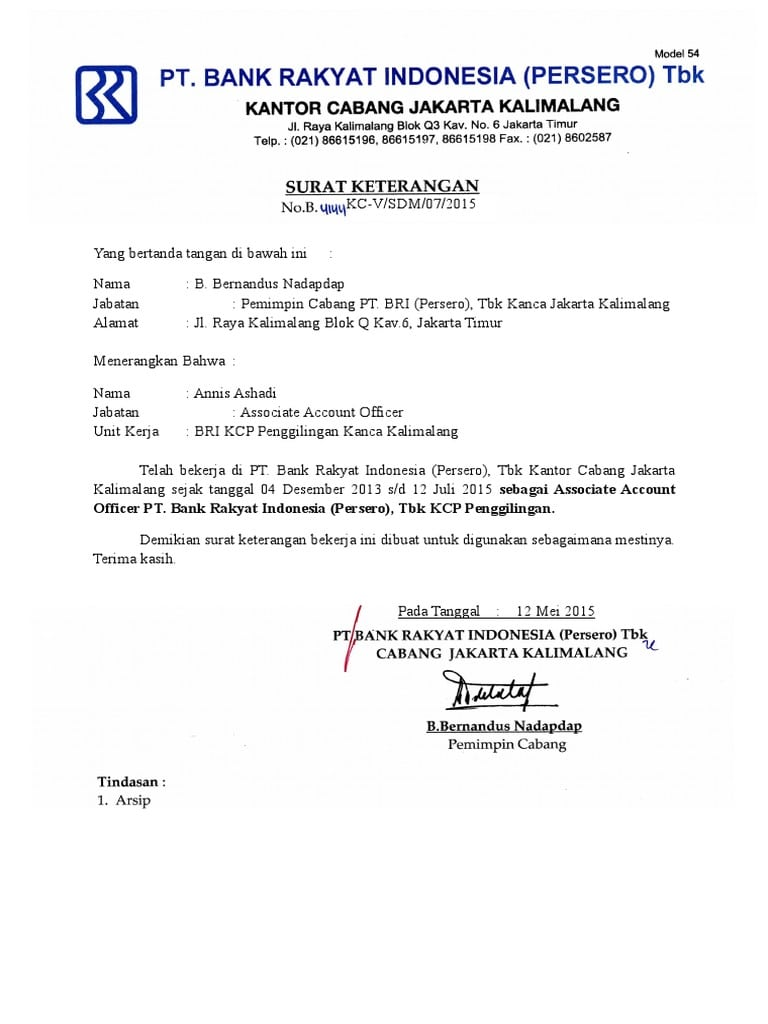 Model 54
PT. BANK RAKYAT INDONESIA (PERSERO) Tbk
KANTOR CABANG JAKARTA KALIMALANG
Jl. Raya Kalimalang Blok Q3 Kav. No. 6 Jakarta Timur
Telp. : (021) 86615196, 86615197, 86615198 Fax. : (021) 8602587
SURAT KETERANGAN
No.B. 4144 KC-V/SDM/07/2015
Yang bertanda tangan di bawah ini :
Nama : B. Bernandus Nadapdap
Jabatan : Pemimpin Cabang PT. BRI (Persero), Tbk Kanca Jakarta Kalimalang
Alamat : Jl. Raya Kalimalang Blok Q Kav.6, Jakarta Timur
Menerangkan Bahwa :
Nama : Annis Ashadi
Jabatan : Associate Account Officer
Unit Kerja : BRI KCP Penggilingan Kanca Kalimalang
Telah bekerja di PT. Bank Rakyat Indonesia (Persero), Tbk Kantor Cabang Jakarta
Kalimalang sejak tanggal 04 Desember 2013 s/d 12 Juli 2015 sebagai Associate Account
Officer PT. Bank Rakyat Indonesia (Persero), Tbk KCP Penggilingan.
Demikian surat keterangan bekerja ini dibuat untuk digunakan sebagaimana mestinya.
Terima kasih.
Pada Tanggal : 12 Mei 2015
PT BANK RAKYAT INDONESIA (Persero) Tbk
CABANG JAKARTA KALIMALANG
B.Bernandus Nadapdap
Pemimpin Cabang
Tindasan :
1. Arsip